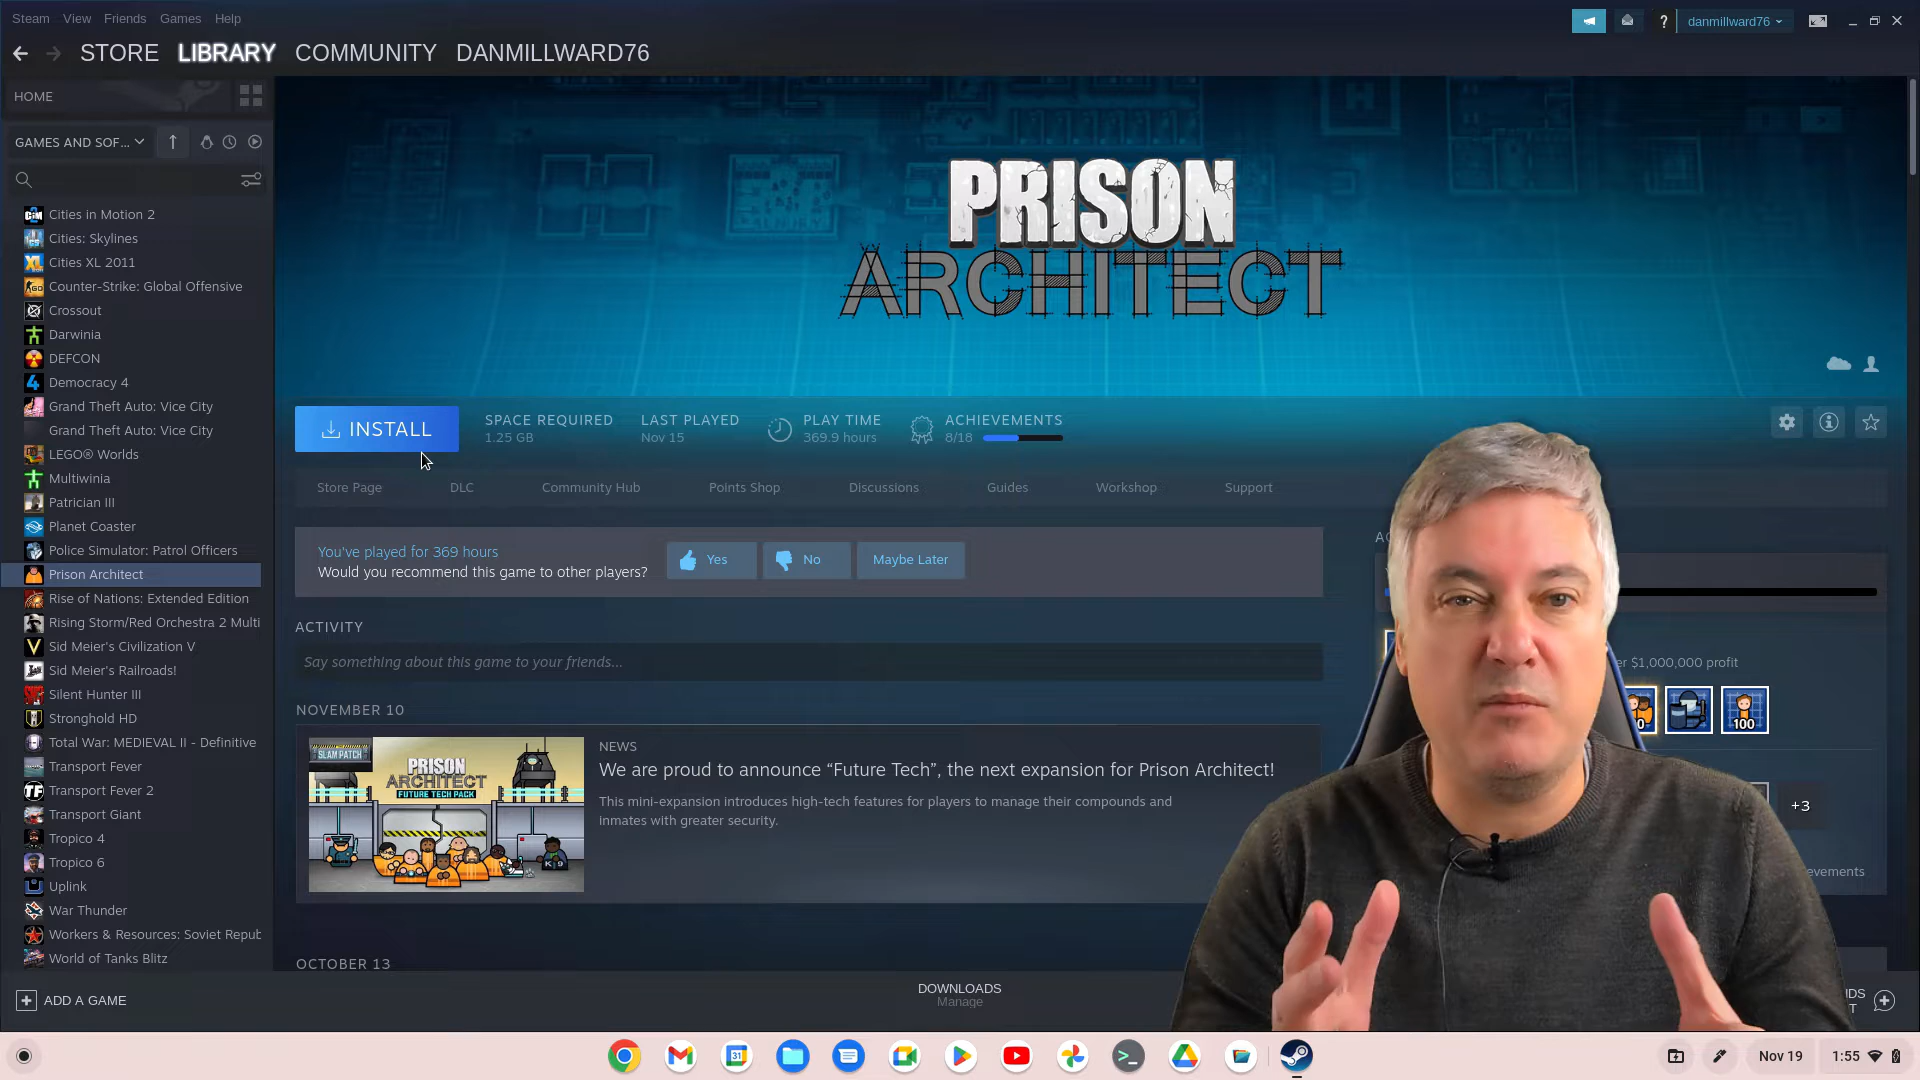 Steam View Friends Games Help
danmillward76
STORE LIBRARY COMMUNITY DANMILLWARD76
HOME
GAMES AND SOF...
Cities in Motion 2
Cities: Skylines
Cities XL 2011
Counter-Strike: Global Offensive
Crossout
Darwinia
DEFCON
Democracy 4
Grand Theft Auto: Vice City
Grand Theft Auto: Vice City
LEGO® Worlds
Multiwinia
Patrician III
Planet Coaster
Police Simulator: Patrol Officers
Prison Architect
Rise of Nations: Extended Edition
Rising Storm/Red Orchestra 2 Multi
Sid Meier's Civilization V
Sid Meier's Railroads!
Silent Hunter III
Stronghold HD
Total War: MEDIEVAL II - Definitive
Transport Fever
Transport Fever 2
Transport Giant
Tropico 4
Tropico 6
Uplink
War Thunder
Workers & Resources: Soviet Repub
World of Tanks Blitz
ADD A GAME
PRISON
ARCHITECT
INSTALL
SPACE REQUIRED
1.25 GB
LAST PLAYED
Nov 15
PLAY TIME
369.9 hours
ACHIEVEMENTS
8/18
Store Page DLC Community Hub Points Shop Discussions Guides Workshop Support
You've played for 369 hours
Would you recommend this game to other players?
Yes No Maybe Later
ACTIVITY
Say something about this game to your friends...
NOVEMBER 10
SLAM PATCH
PRISON
ARCHITECT
FUTURE TECH PACK
K 9
NEWS
We are proud to announce “Future Tech”, the next expansion for Prison Architect!
This mini-expansion introduces high-tech features for players to manage their compounds and
inmates with greater security.
OCTOBER 13
er $1,000,000 profit
100
+3
evements
DOWNLOADS
Manage
31
Nov 19 1:55